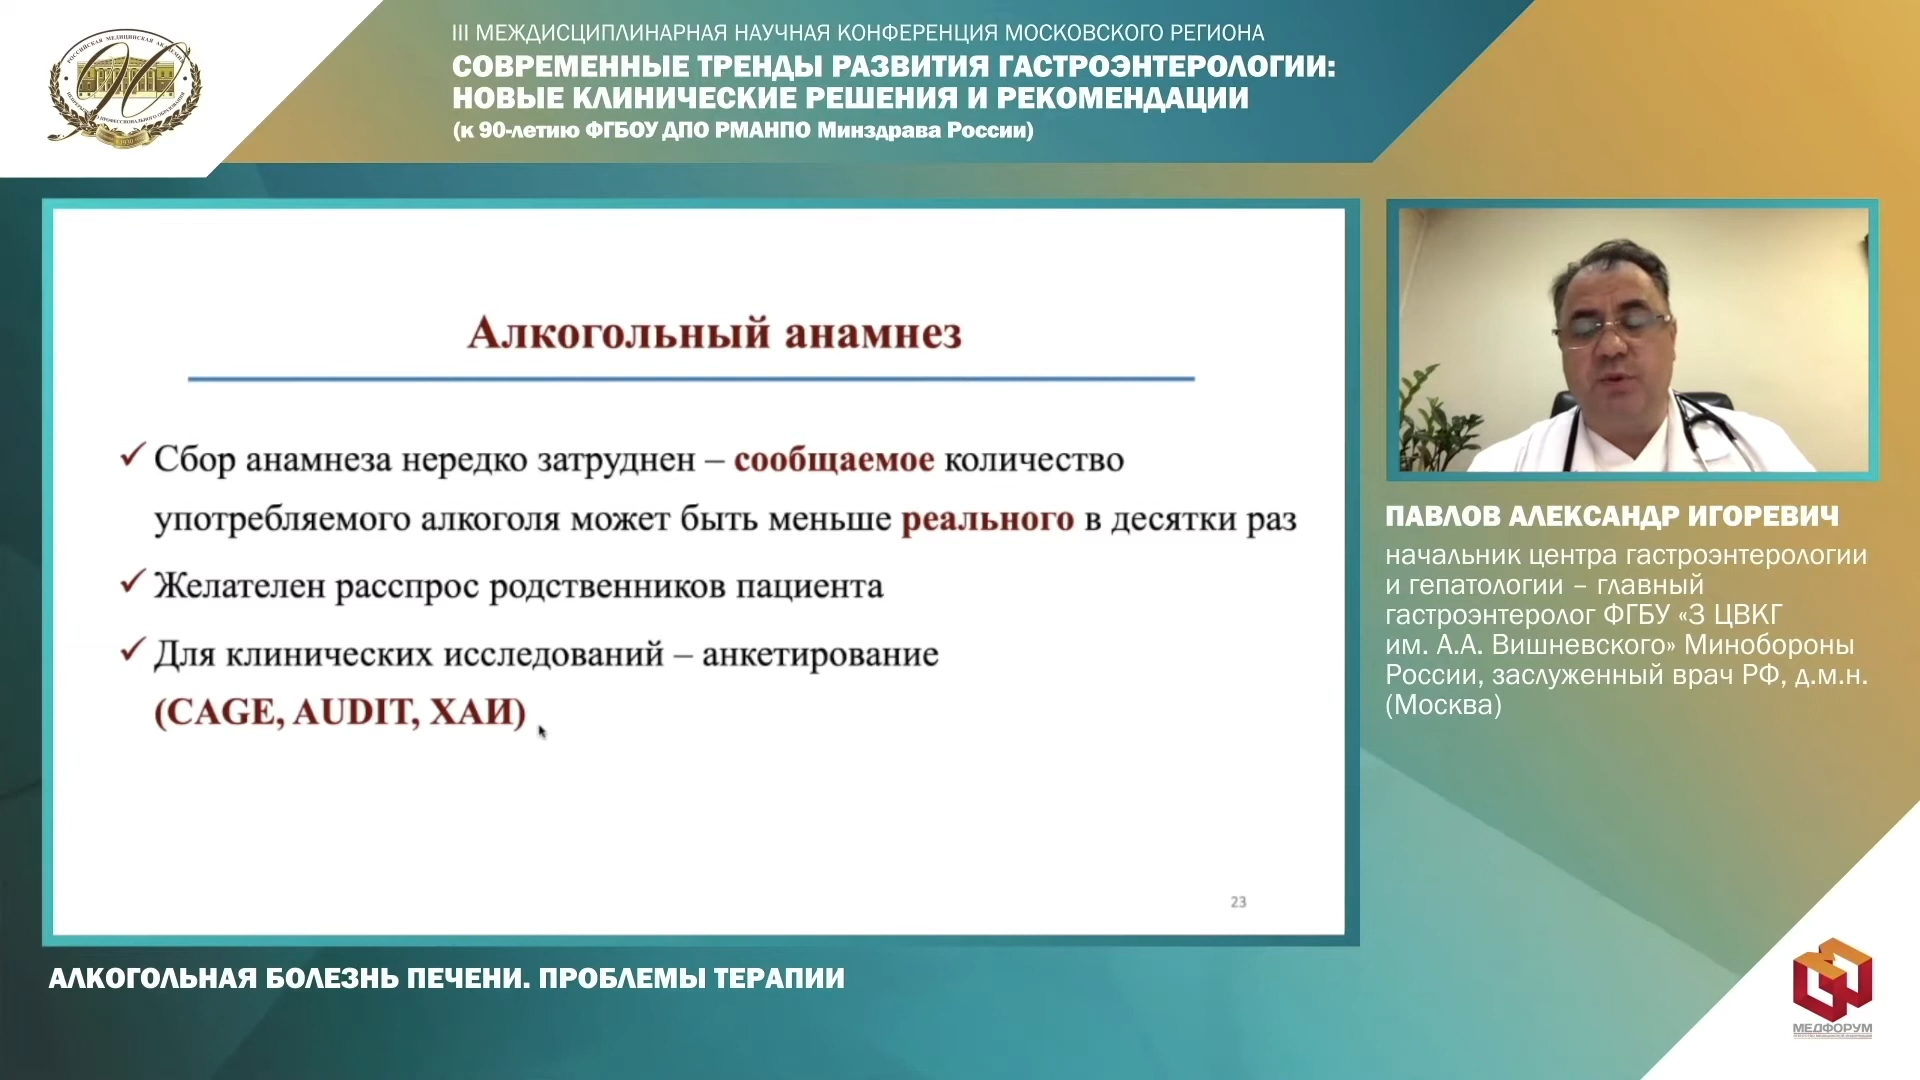 III МЕЖДИСЦИПЛИНАРНАЯ НАУЧНАЯ КОНФЕРЕНЦИЯ МОСКОВСКОГО РЕГИОНА
СОВРЕМЕННЫЕ ТРЕНДЫ РАЗВИТИЯ ГАСТРОЭНТЕРОЛОГИИ:
НОВЫЕ КЛИНИЧЕСКИЕ РЕШЕНИЯ И РЕКОМЕНДАЦИИ
(к 90-летию ФГБОУ ДПО РМАНПО Минздрава России)
Алкогольный анамнез
✓ Сбор анамнеза нередко затруднен – сообщаемое количество
употребляемого алкоголя может быть меньше реального в десятки раз
✓ Желателен расспрос родственников пациента
✓ Для клинических исследований – анкетирование
(CAGE, AUDIT, ХАИ)
23
ПАВЛОВ АЛЕКСАНДР ИГОРЕВИЧ
начальник центра гастроэнтерологии
и гепатологии – главный
гастроэнтеролог ФГБУ «3 ЦВКГ
им. А.А. Вишневского» Минобороны
России, заслуженный врач РФ, д.м.н.
(Москва)
АЛКОГОЛЬНАЯ БОЛЕЗНЬ ПЕЧЕНИ. ПРОБЛЕМЫ ТЕРАПИИ
МЕДФОРУМ